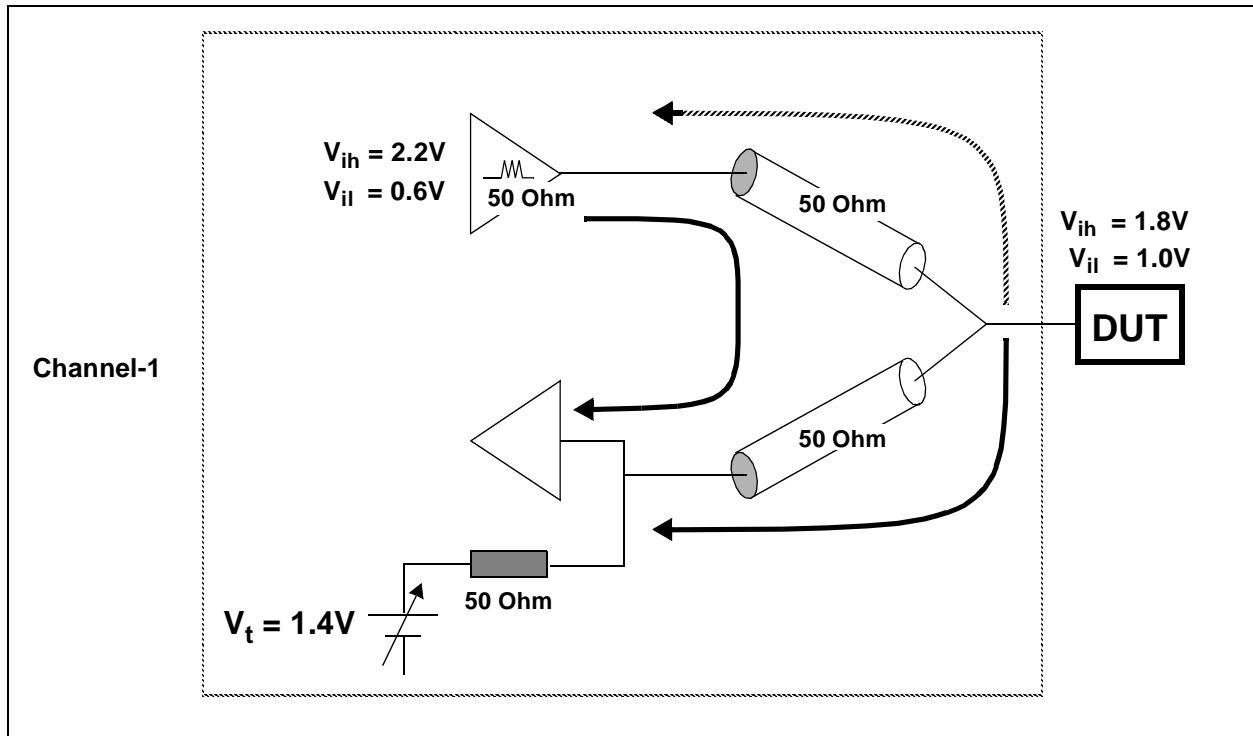 V_ih = 2.2V
V_il = 0.6V
50 Ohm
50 Ohm
V_ih = 1.8V
V_il = 1.0V
DUT
Channel-1
50 Ohm
50 Ohm
V_t = 1.4V